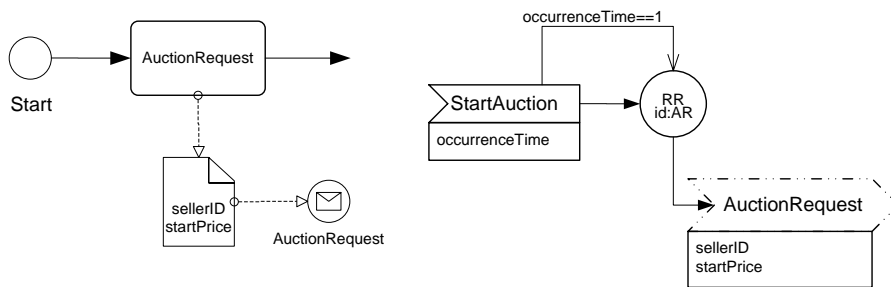 AuctionRequest
Start
sellerID
startPrice
AuctionRequest
occurrenceTime==1
StartAuction
occurrenceTime
RR
id:AR
AuctionRequest
sellerID
startPrice